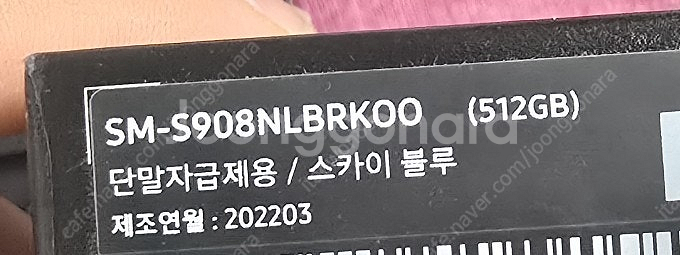 SM-S908NLBRKOO (512GB)
단말자급제용 / 스카이 블루
제조연월 : 202203
Joonggonara